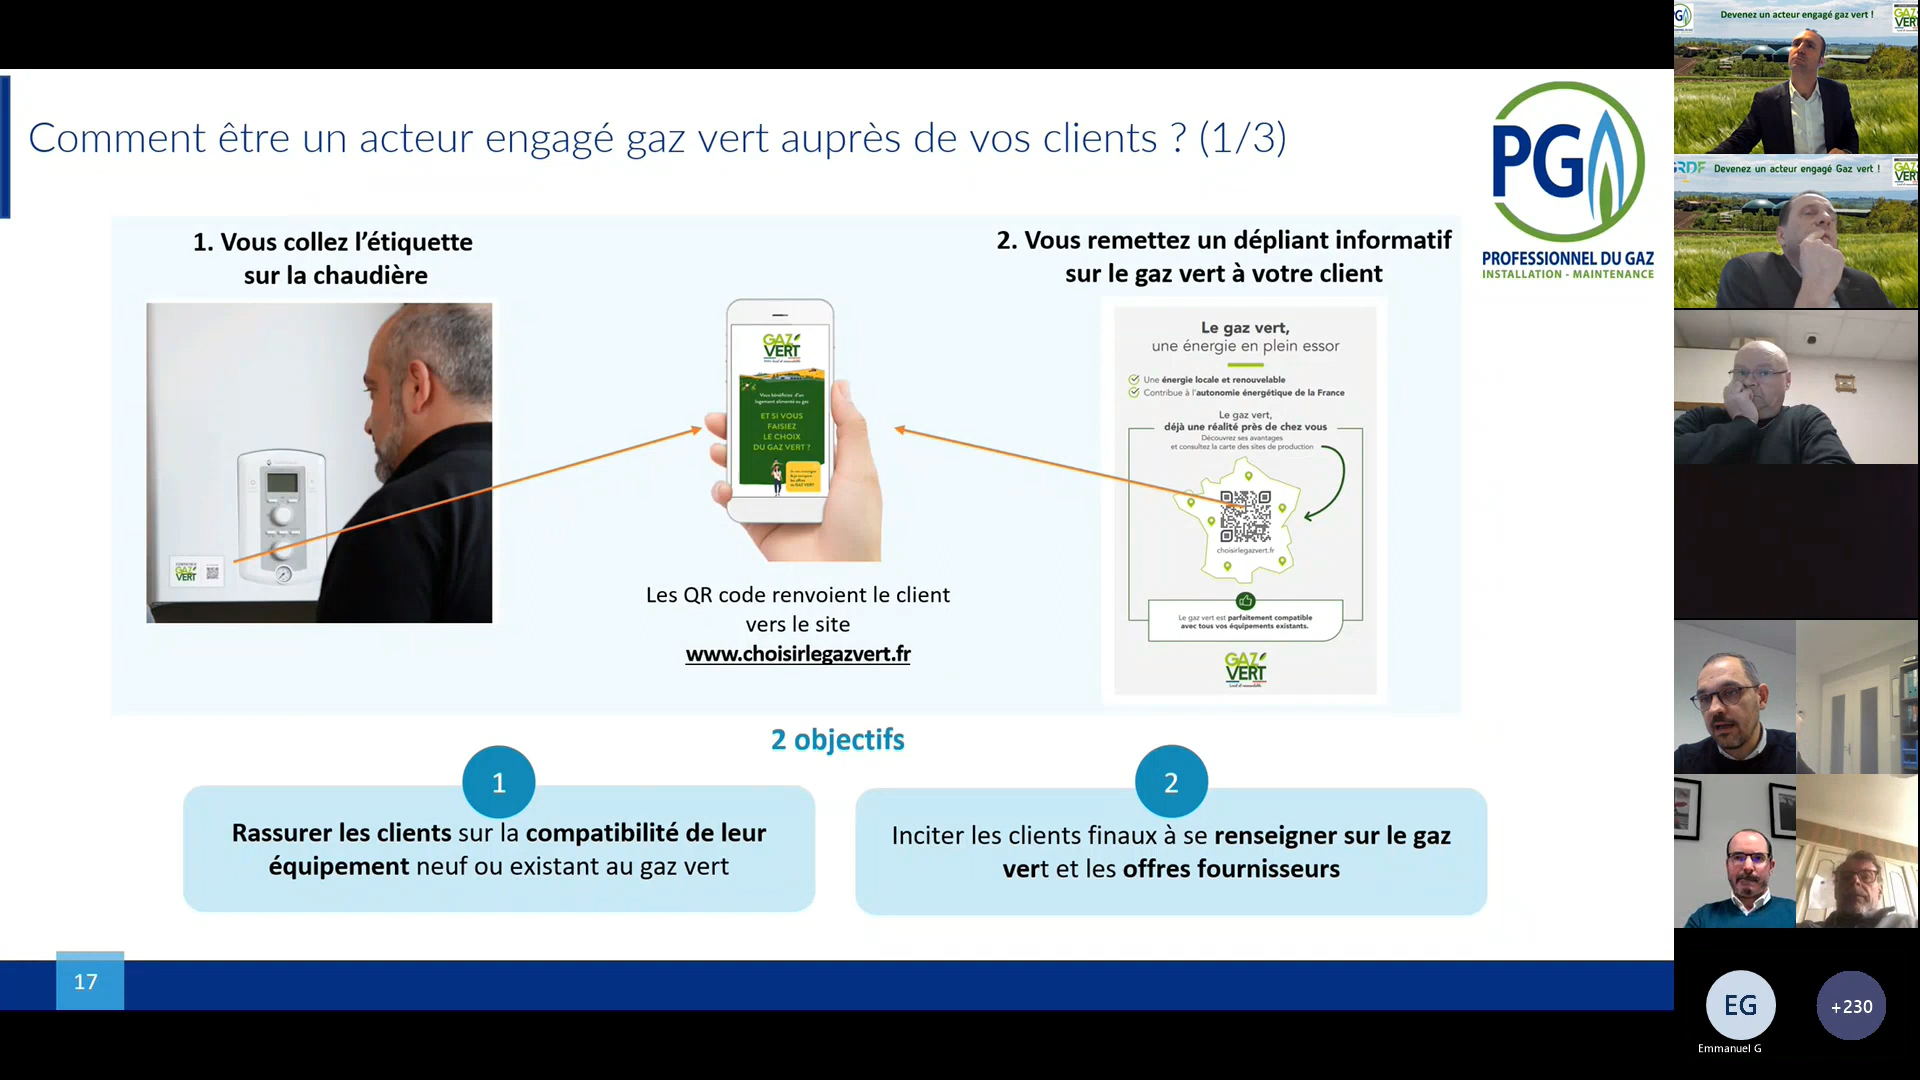 Comment être un acteur engagé gaz vert auprès de vos clients ? (1/3)
PG
PROFESSIONNEL DU GAZ
INSTALLATION - MAINTENANCE
1. Vous collez l’étiquette
sur la chaudière
GAZ
VERT
GAZ
VERT
Vous bénéficiez d'un
logement alimenté au gaz
ET SI VOUS
FAISIEZ
LE CHOIX
DU GAZ VERT ?
Les QR code renvoient le client
vers le site
www.choisirlegazvert.fr
2. Vous remettez un dépliant informatif
sur le gaz vert à votre client
Le gaz vert,
une énergie en plein essor
Une énergie locale et renouvelable
Contribue à l'autonomie énergétique de la France
Le gaz vert,
déjà une réalité près de chez vous
Découvrez ses avantages
et consultez la carte des sites de production
choisirlegazvert.fr
Le gaz vert est parfaitement compatible
avec tous vos équipements existants.
GAZ
VERT
2 objectifs
1
Rassurer les clients sur la compatibilité de leur
équipement neuf ou existant au gaz vert
2
Inciter les clients finaux à se renseigner sur le gaz
vert et les offres fournisseurs
17
Devenez un acteur engagé gaz vert !
GAZ
VERT
GRDF
Devenez un acteur engagé Gaz vert !
GAZ
VERT
EG
Emmanuel G
+230